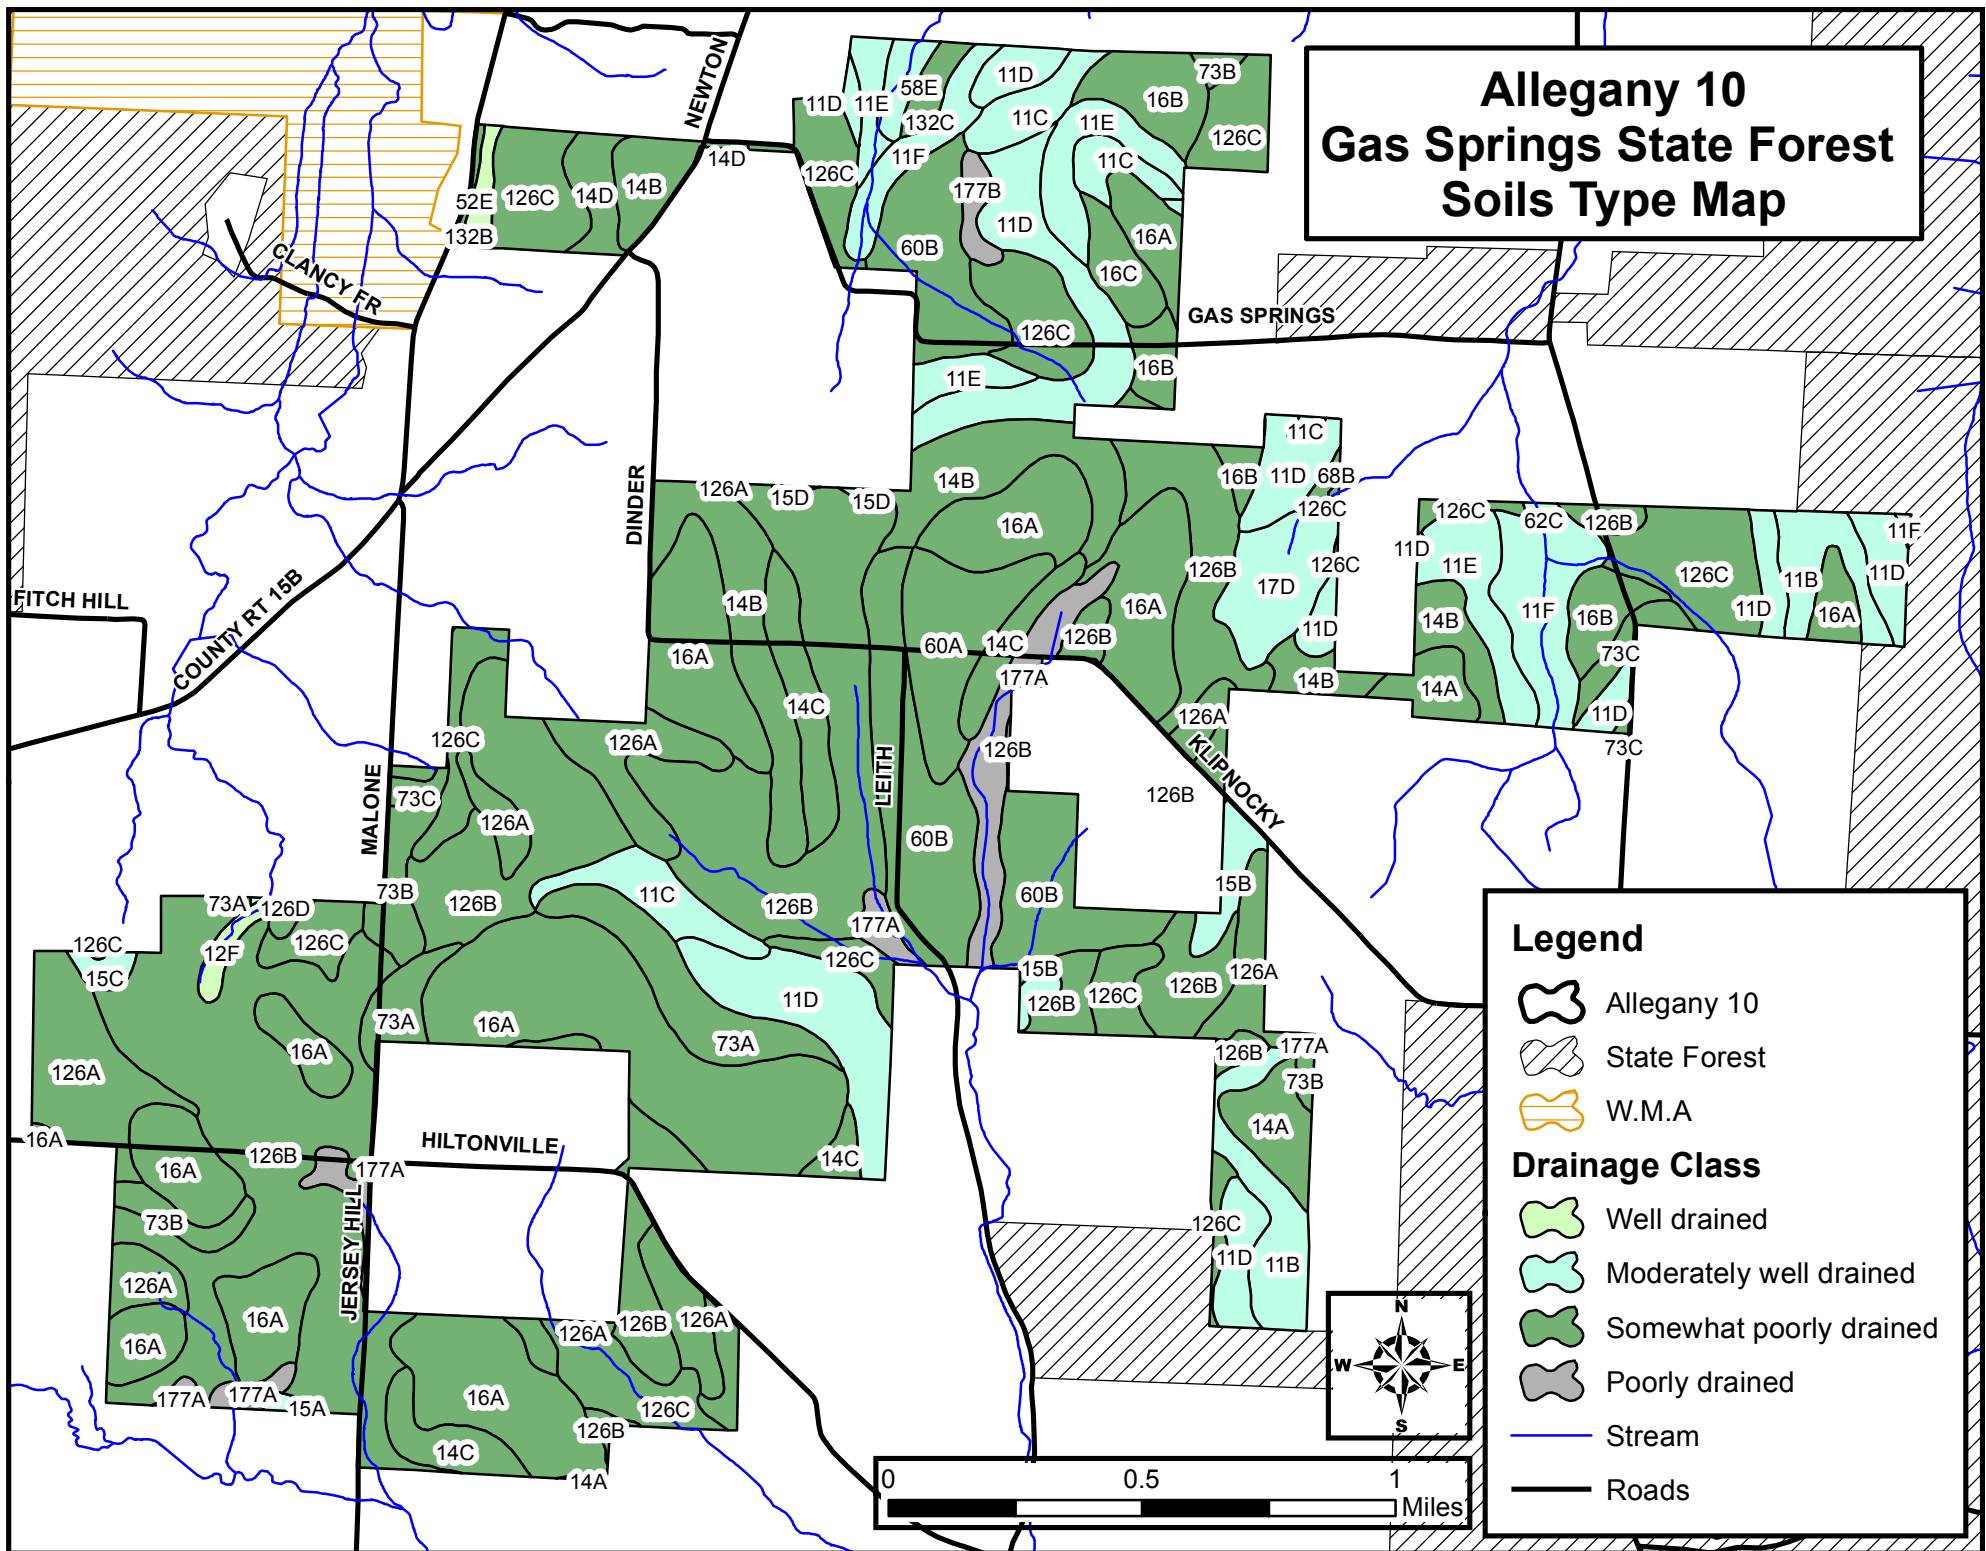 Allegany 10
Gas Springs State Forest
Soils Type Map
NEWTON
11D
11E
58E
132C
11D
11C
73B
16B
126C
11E
11C
14D
11F
126C
177B
52E
126C
14D
14B
132B
11D
16A
60B
16C
CLANCY FR
GAS SPRINGS
126C
16B
11E
11C
DINDER
126A
15D
15D
14B
16B
11D
68B
126C
16A
126C
62C
126B
11F
11D
126C
11E
126B
17D
126C
11B
11D
11D
16A
FITCH HILL
COUNTY RT 15B
14B
16A
126B
11D
14B
11F
16B
16A
60A
14C
177A
14B
14A
73C
11D
73C
14C
126A
126C
126A
126B
KLIPNOCKY
LEITH
MALONE
73C
126A
60B
126B
73B
126B
11C
126B
177A
60B
15B
73A
126D
126C
12F
126C
15C
126C
15B
126B
126C
126B
126A
11D
73A
16A
73A
16A
126A
126B
177A
73B
14A
16A
126B
177A
HILTONVILLE
14C
16A
73B
JERSEY HILL
126C
11D
11B
126A
16A
16A
126A
126B
126A
177A
177A
15A
16A
126C
126B
14C
14A
Legend
Allegany 10
State Forest
W.M.A
Drainage Class
Well drained
Moderately well drained
Somewhat poorly drained
Poorly drained
Stream
Roads
N
W
E
S
0
0.5
1
Miles